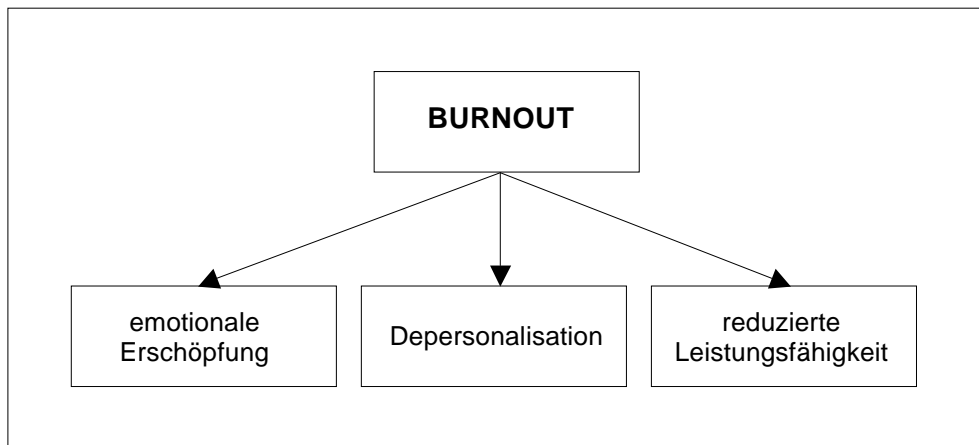 BURNOUT
emotionale
Erschöpfung
Depersonalisation
reduzierte
Leistungsfähigkeit